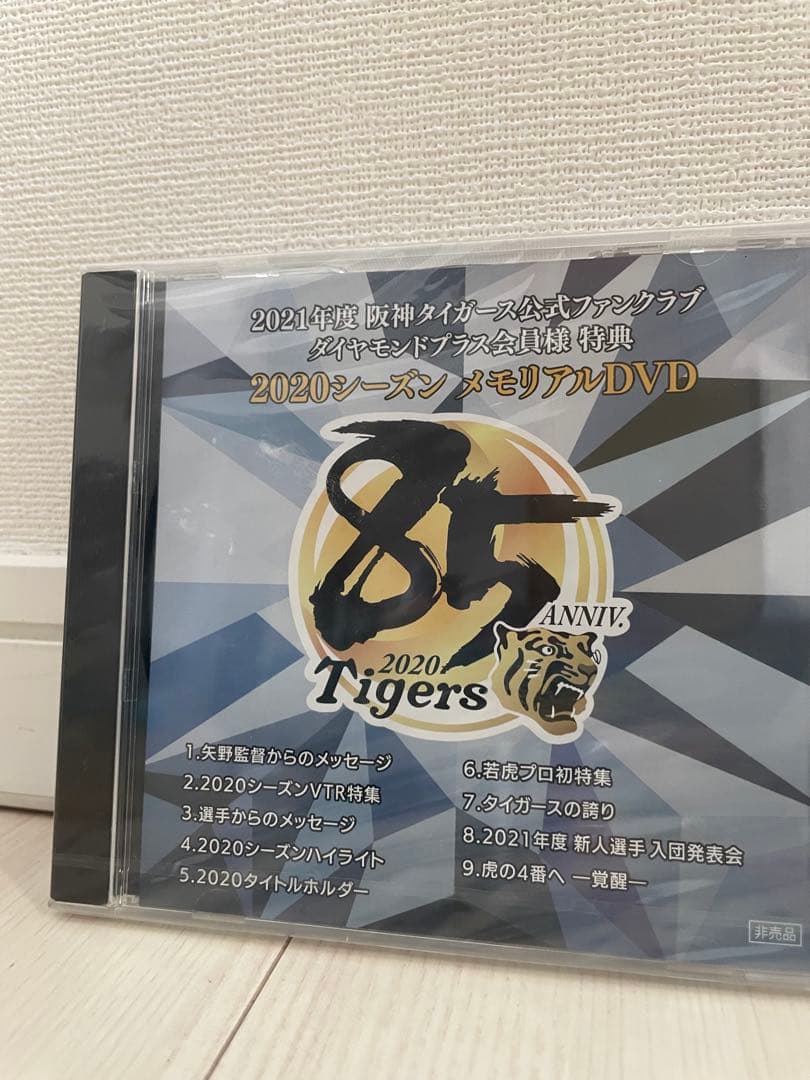 2021年度 阪神タイガース公式ファンクラブ
ダイヤモンドプラス会員様 特典
2020シーズン メモリアルDVD
85
ANNIV.
2020
Tigers
1.矢野監督からのメッセージ
2.2020シーズンVTR特集
3.選手からのメッセージ
4.2020シーズンハイライト
5.2020タイトルホルダー
6.若虎プロ初特集
7.タイガースの誇り
8.2021年度 新人選手入団発表会
9.虎の4番へ ―覚醒―
非売品